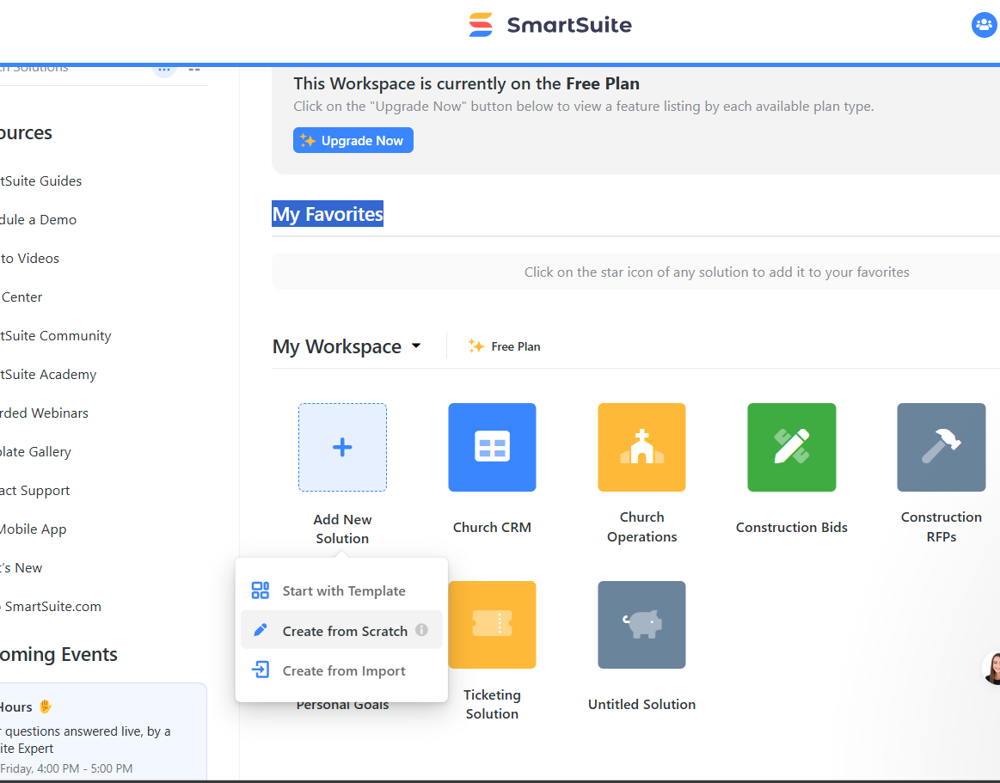 SmartSuite
ch Solutions
This Workspace is currently on the Free Plan
Click on the "Upgrade Now" button below to view a feature listing by each available plan type.
Upgrade Now
ources
tSuite Guides
dule a Demo
to Videos
Center
tSuite Community
tSuite Academy
rded Webinars
plate Gallery
act Support
Mobile App
t's New
SmartSuite.com
oming Events
Hours
r questions answered live, by a
ite Expert
Friday, 4:00 PM - 5:00 PM
My Favorites
Click on the star icon of any solution to add it to your favorites
My Workspace
Free Plan
Add New
Solution
Church CRM
Church
Operations
Construction Bids
Construction
RFPs
Start with Template
Create from Scratch
Create from Import
Personal Goals
Ticketing
Solution
Untitled Solution